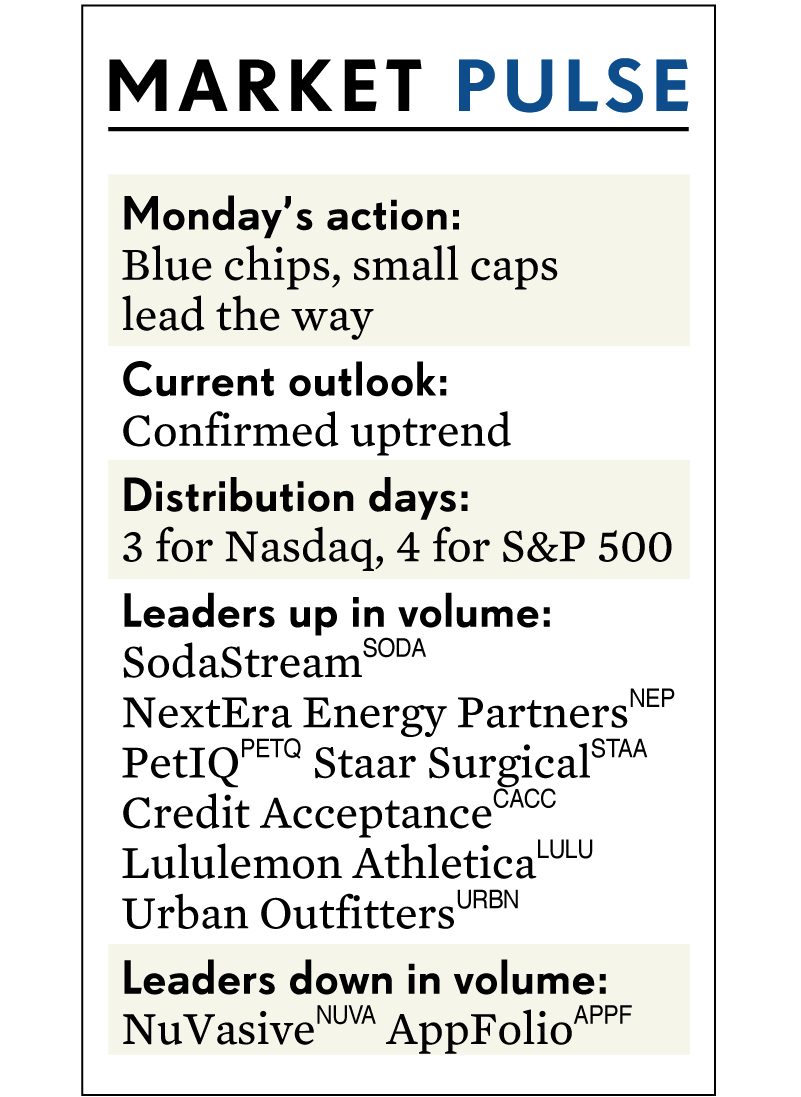 MARKET PULSE
Monday’s action:
Blue chips, small caps
lead the way
Current outlook:
Confirmed uptrend
Distribution days:
3 for Nasdaq, 4 for S&P 500
Leaders up in volume:
SodaStream SODA
NextEra Energy Partners NEP
PetIQ PETQ Staar Surgical STAA
Credit Acceptance CACC
Lululemon Athletica LULU
Urban Outfitters URBN
Leaders down in volume:
NuVasive NUVA AppFolio APPF